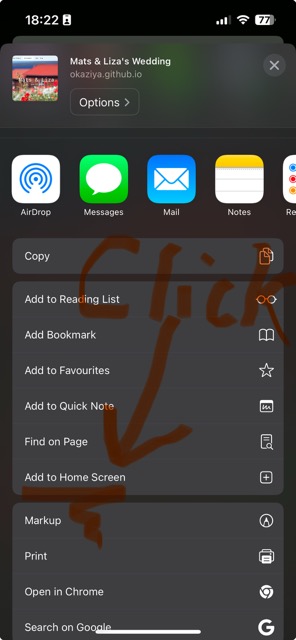 18:22
77
Mats & Liza's Wedding
okaziya.github.io
Options
AirDrop
Messages
Mail
Notes
Re
Copy
Click
Add to Reading List
Add Bookmark
Add to Favourites
Add to Quick Note
Find on Page
Add to Home Screen
Markup
Print
Open in Chrome
Search on Google